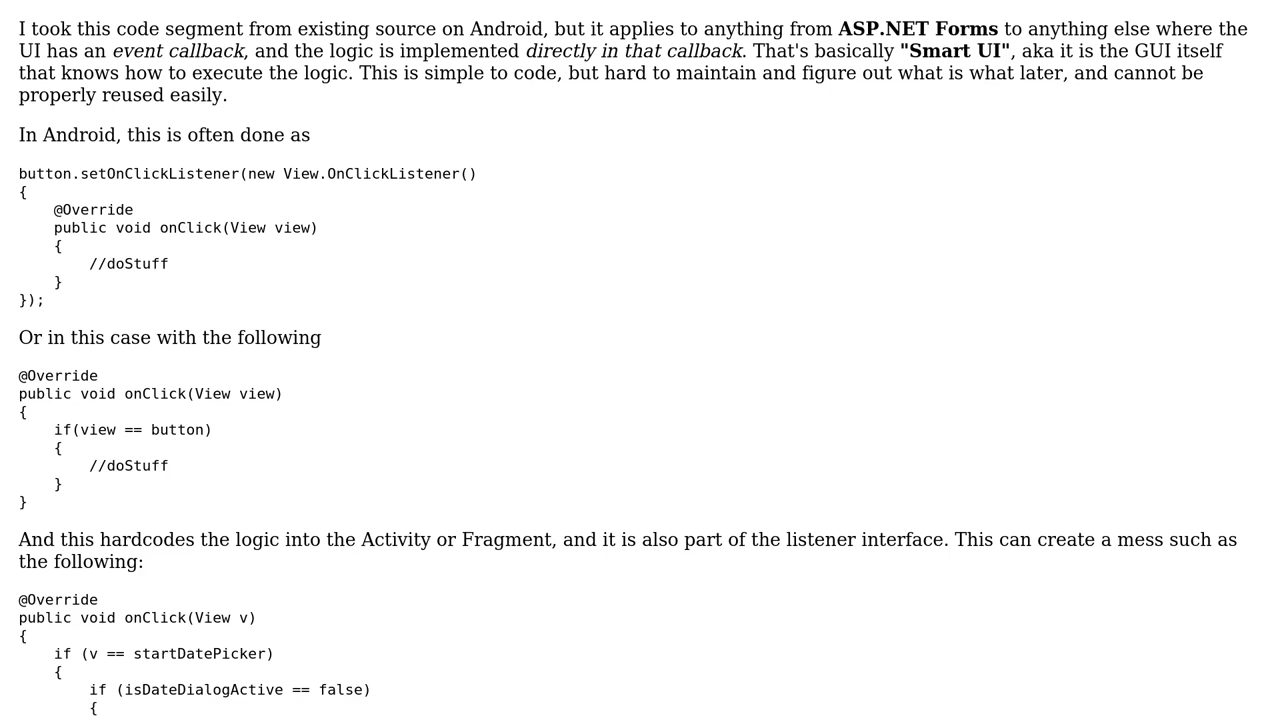 I took this code segment from existing source on Android, but it applies to anything from ASP.NET Forms to anything else where the
UI has an event callback, and the logic is implemented directly in that callback. That's basically "Smart UI", aka it is the GUI itself
that knows how to execute the logic. This is simple to code, but hard to maintain and figure out what is what later, and cannot be
properly reused easily.
In Android, this is often done as
button.setOnClickListener(new View.OnClickListener()
{
    @Override
    public void onClick(View view)
    {
        //doStuff
    }
});
Or in this case with the following
@Override
public void onClick(View view)
{
    if(view == button)
    {
        //doStuff
    }
}
And this hardcodes the logic into the Activity or Fragment, and it is also part of the listener interface. This can create a mess such as
the following:
@Override
public void onClick(View v)
{
    if (v == startDatePicker)
    {
        if (isDateDialogActive == false)
        {